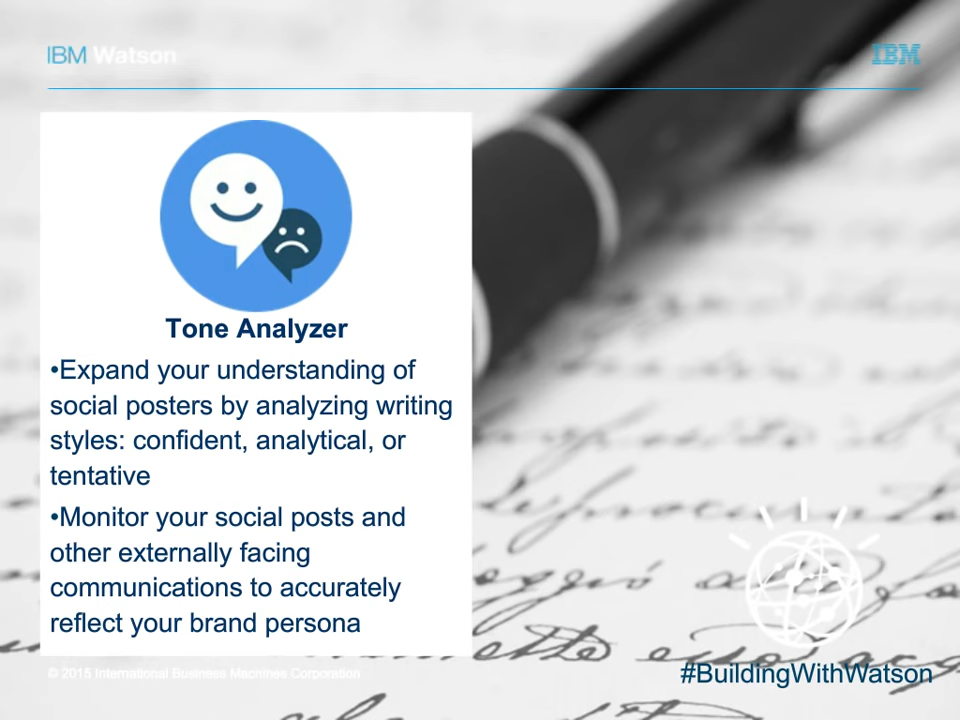 IBM Watson
IBM
Tone Analyzer
•Expand your understanding of
social posters by analyzing writing
styles: confident, analytical, or
tentative
•Monitor your social posts and
other externally facing
communications to accurately
reflect your brand persona
© 2015 International Business Machines Corporation
#BuildingWithWatson